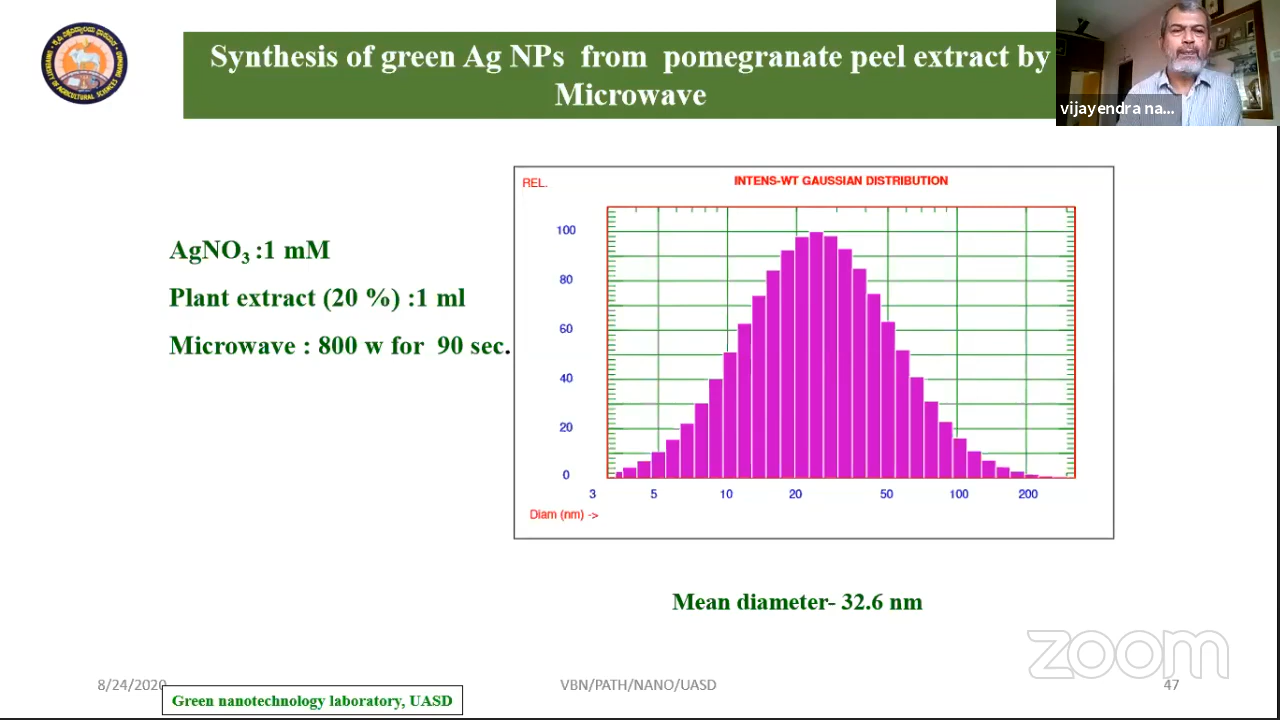 Synthesis of green Ag NPs from pomegranate peel extract by
Microwave
vijayendra na...
AgNO3 :1 mM
Plant extract (20 %) :1 ml
Microwave : 800 w for 90 sec.
REL.
INTENS-WT GAUSSIAN DISTRIBUTION
100
80
60
40
20
0
3 5 10 20 50 100 200
Diam (nm) ->
Mean diameter- 32.6 nm
zoom
8/24/2020
VBN/PATH/NANO/UASD
47
Green nanotechnology laboratory, UASD